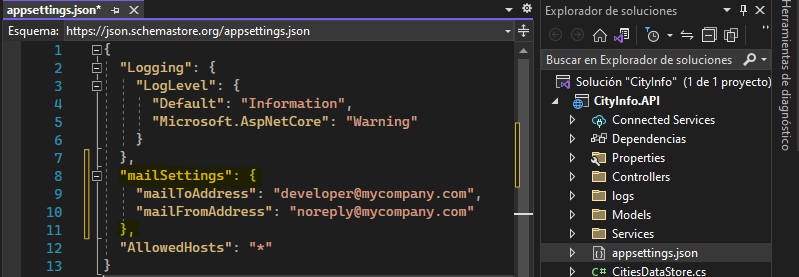 appsettings.json*
Esquema: https://json.schemastore.org/appsettings.json
1 {
2 "Logging": {
3 "LogLevel": {
4 "Default": "Information",
5 "Microsoft.AspNetCore": "Warning"
6 }
7 },
8 "mailSettings": {
9 "mailToAddress": "developer@mycompany.com",
10 "mailFromAddress": "noreply@mycompany.com"
11 },
12 "AllowedHosts": "*"
13 }
Explorador de soluciones
Buscar en Explorador de soluciones
Solución "CityInfo" (1 de 1 proyecto)
CityInfo.API
Connected Services
Dependencias
Properties
Controllers
logs
Models
Services
appsettings.json
C# CitiesDataStore.cs
Herramientas de diagnóstico